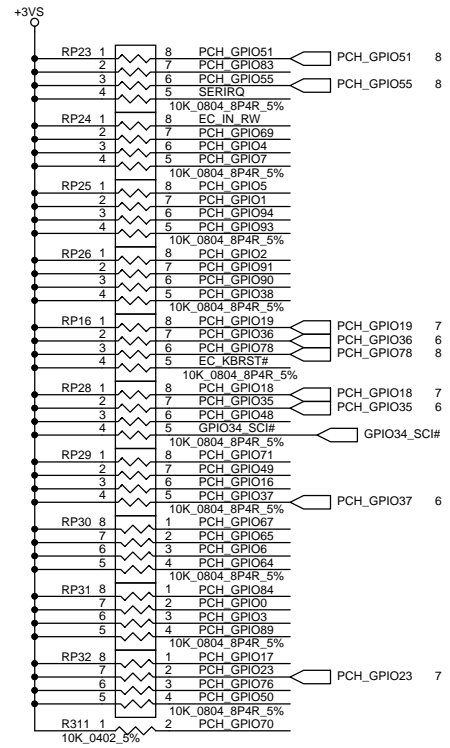 +3VS
RP23 1 8 PCH_GPIO51 PCH_GPIO51 8
2 7 PCH_GPIO83
3 6 PCH_GPIO55 PCH_GPIO55 8
4 5 SERIRQ
10K_0804_8P4R_5%
RP24 1 8 EC_IN_RW
2 7 PCH_GPIO69
3 6 PCH_GPIO4
4 5 PCH_GPIO7
10K_0804_8P4R_5%
RP25 1 8 PCH_GPIO5
2 7 PCH_GPIO1
3 6 PCH_GPIO94
4 5 PCH_GPIO93
10K_0804_8P4R_5%
RP26 1 8 PCH_GPIO2
2 7 PCH_GPIO91
3 6 PCH_GPIO90
4 5 PCH_GPIO38
10K_0804_8P4R_5%
RP16 1 8 PCH_GPIO19 PCH_GPIO19 7
2 7 PCH_GPIO36 PCH_GPIO36 6
3 6 PCH_GPIO78 PCH_GPIO78 8
4 5 EC_KBRST#
10K_0804_8P4R_5%
RP28 1 8 PCH_GPIO18 PCH_GPIO18 7
2 7 PCH_GPIO35 PCH_GPIO35 6
3 6 PCH_GPIO48
4 5 GPIO34_SCI# GPIO34_SCI#
10K_0804_8P4R_5%
RP29 1 8 PCH_GPIO71
2 7 PCH_GPIO49
3 6 PCH_GPIO16
4 5 PCH_GPIO37 PCH_GPIO37 6
10K_0804_8P4R_5%
RP30 8 1 PCH_GPIO67
7 2 PCH_GPIO65
6 3 PCH_GPIO6
5 4 PCH_GPIO64
10K_0804_8P4R_5%
RP31 8 1 PCH_GPIO84
7 2 PCH_GPIO0
6 3 PCH_GPIO3
5 4 PCH_GPIO89
10K_0804_8P4R_5%
RP32 8 1 PCH_GPIO17
7 2 PCH_GPIO23 PCH_GPIO23 7
6 3 PCH_GPIO76
5 4 PCH_GPIO50
10K_0804_8P4R_5%
R311 1 2 PCH_GPIO70
10K_0402_5%